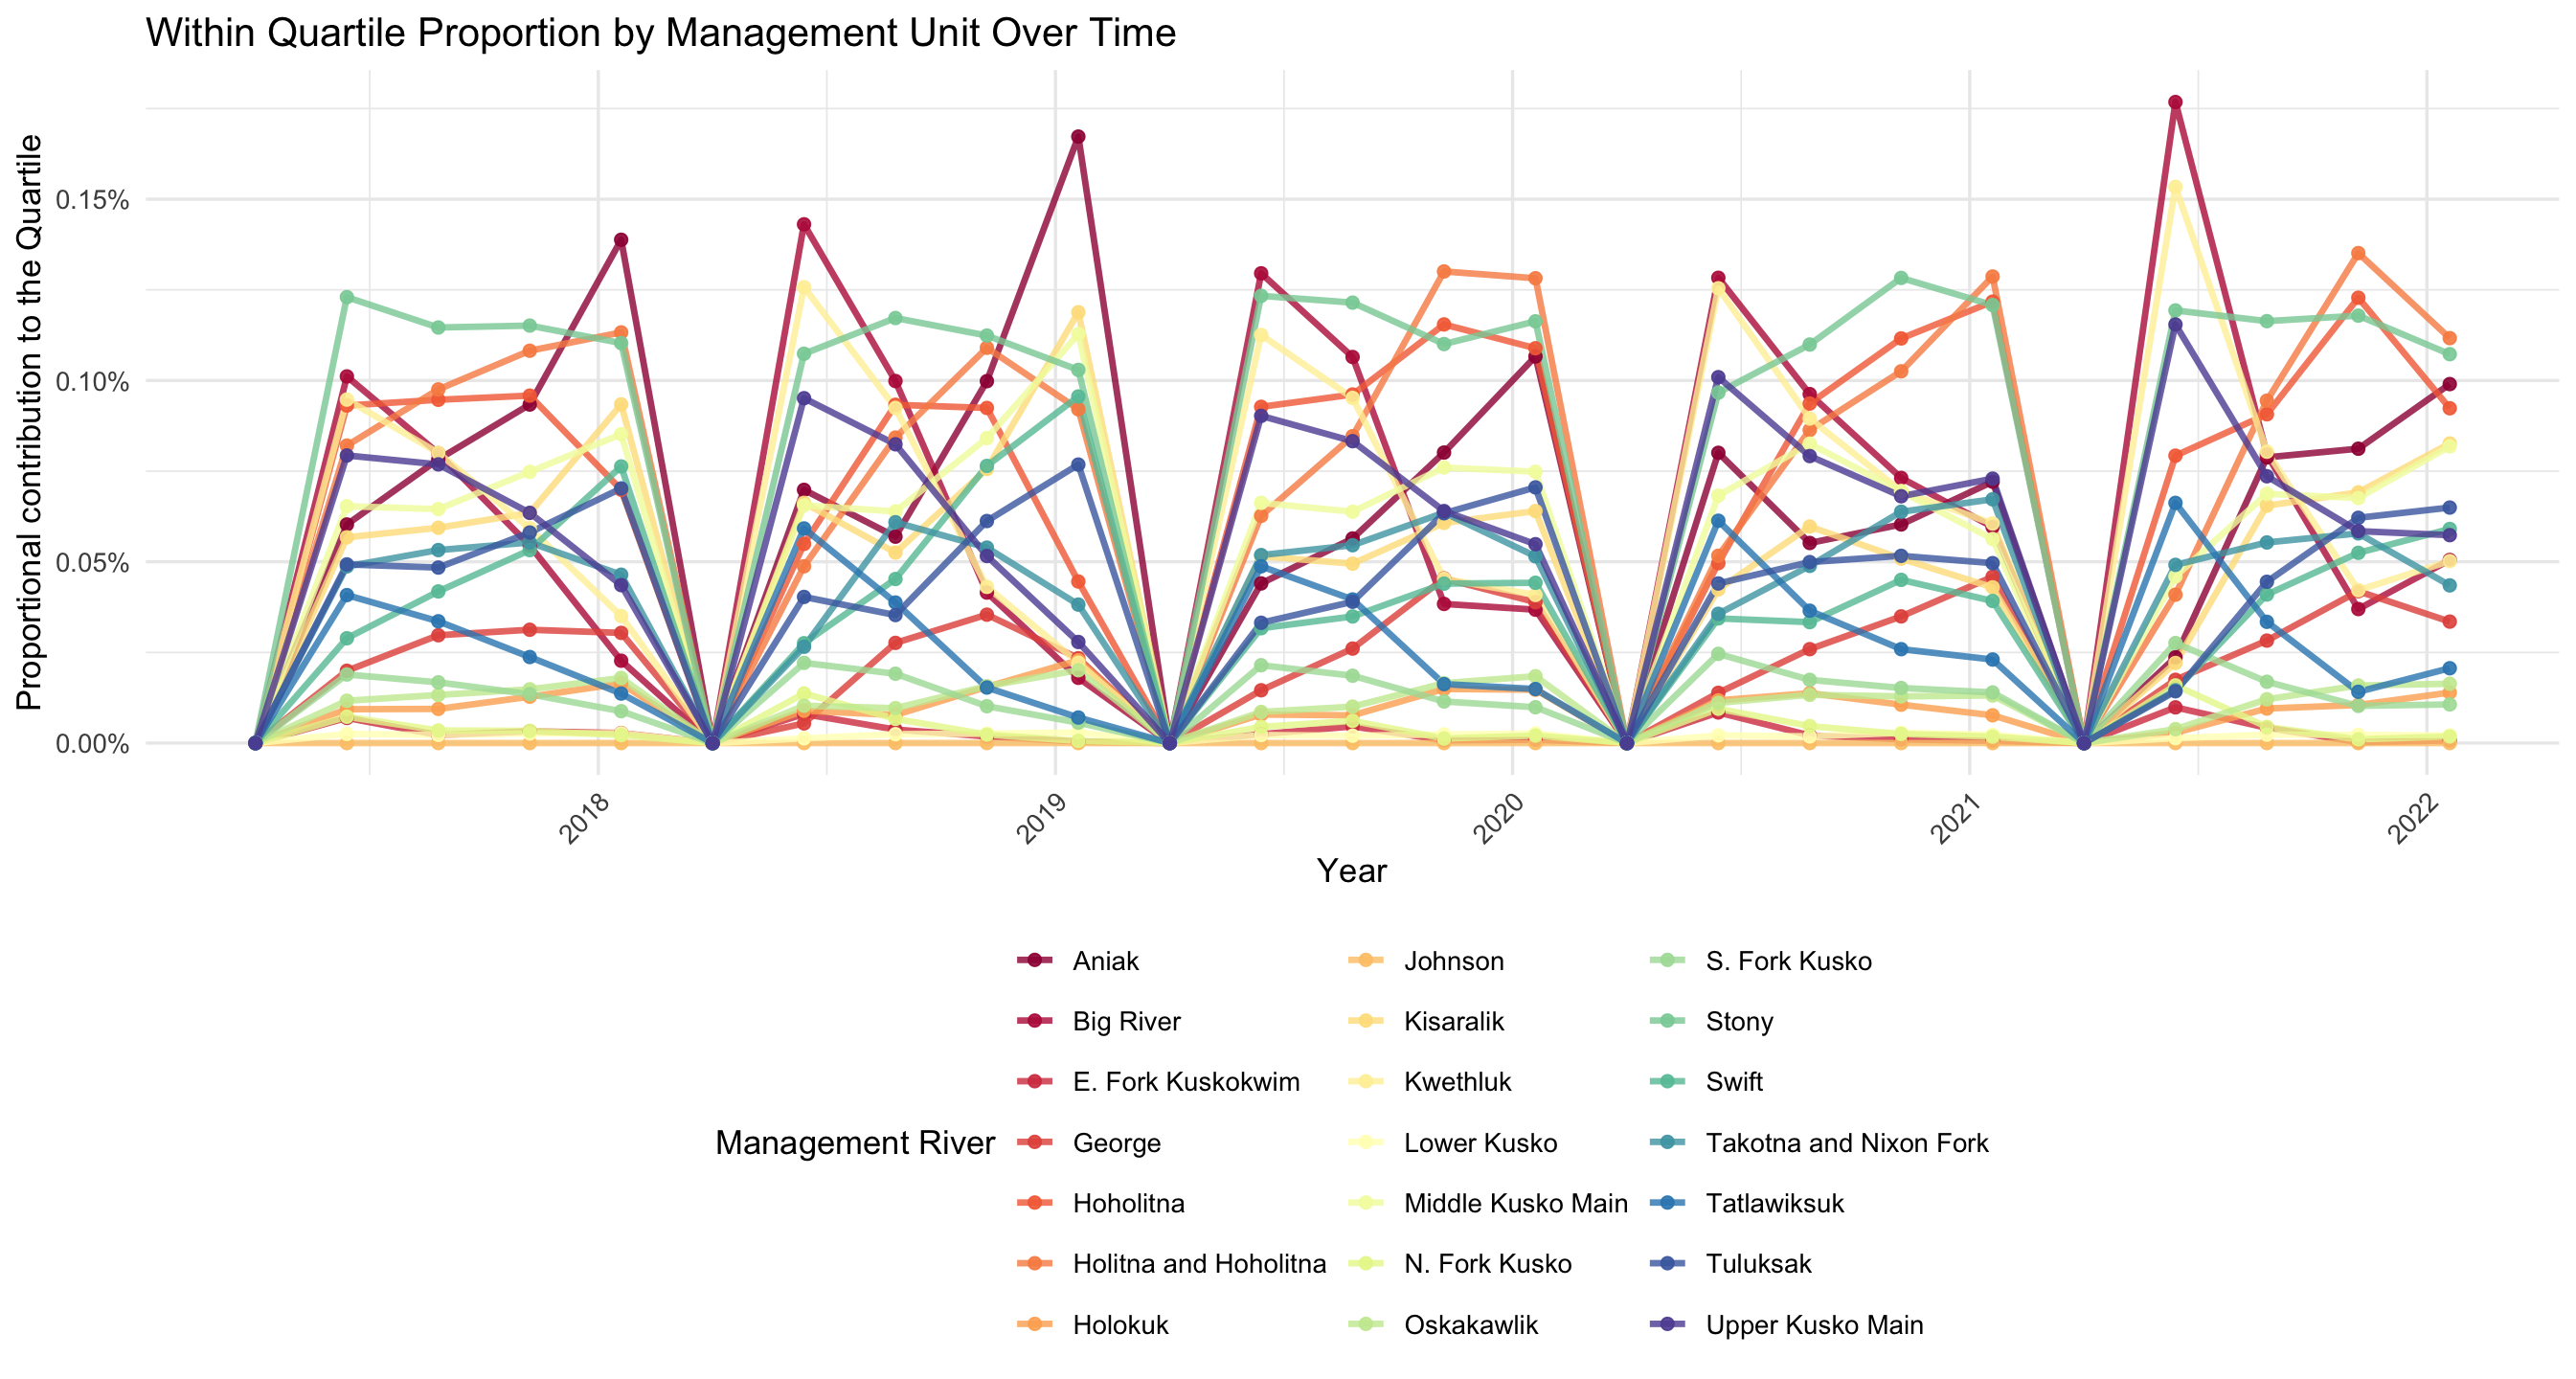 Within Quartile Proportion by Management Unit Over Time
Proportional contribution to the Quartile
0.15%
0.10%
0.05%
0.00%
2018
2019
2020
2021
2022
Year
Management River
Aniak
Big River
E. Fork Kuskokwim
George
Hoholitna
Holitna and Hoholitna
Holokuk
Johnson
Kisaralik
Kwethluk
Lower Kusko
Middle Kusko Main
N. Fork Kusko
Oskakawlik
S. Fork Kusko
Stony
Swift
Takotna and Nixon Fork
Tatlawiksuk
Tuluksak
Upper Kusko Main